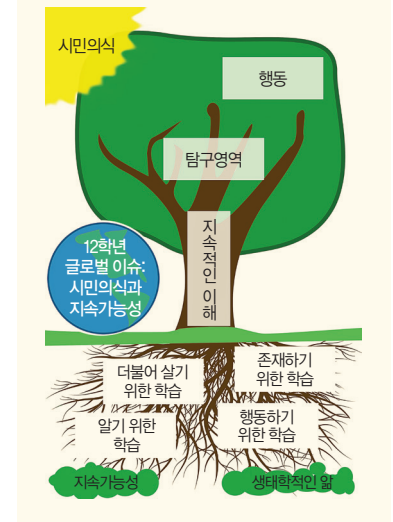 시민의식
행동
탐구영역
지속적인 이해
12학년
글로벌 이슈:
시민의식과
지속가능성
더불어 살기
위한 학습
존재하기
위한 학습
알기 위한
학습
행동하기
위한 학습
지속가능성
생태학적인 앎